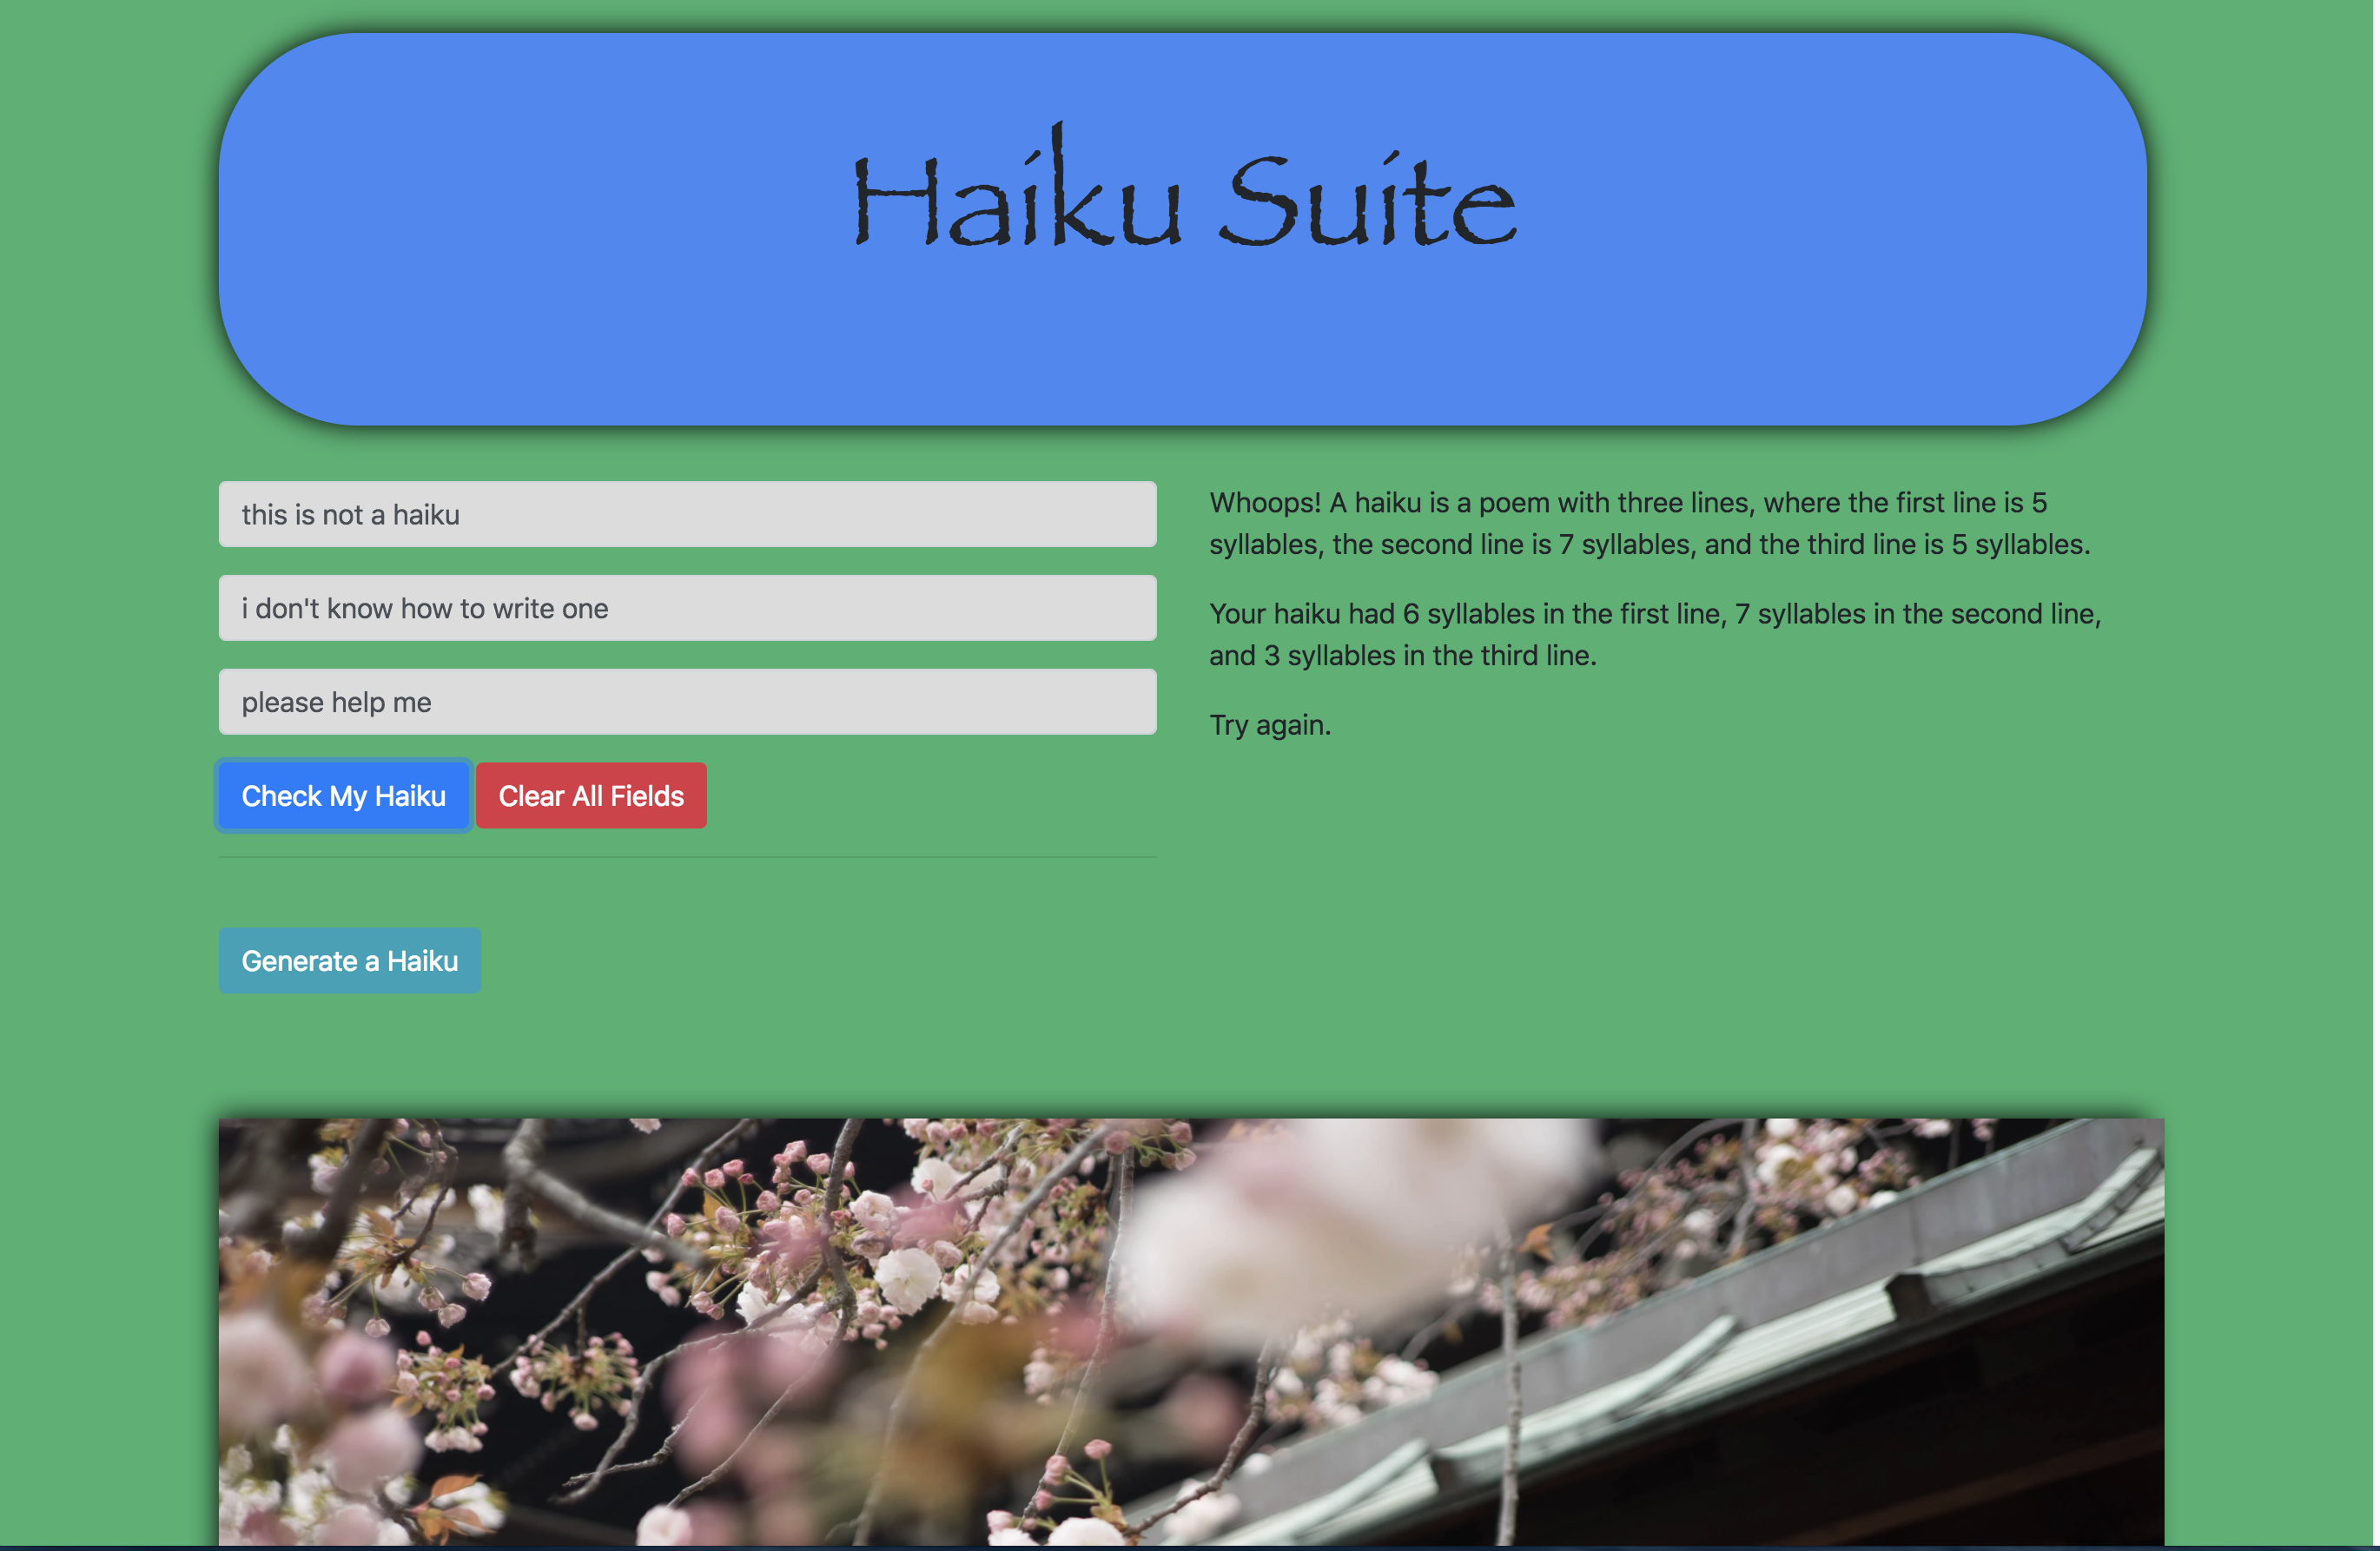 Haiku Suite
this is not a haiku
i don't know how to write one
please help me
Check My Haiku
Clear All Fields
Generate a Haiku
Whoops! A haiku is a poem with three lines, where the first line is 5
syllables, the second line is 7 syllables, and the third line is 5 syllables.
Your haiku had 6 syllables in the first line, 7 syllables in the second line,
and 3 syllables in the third line.
Try again.